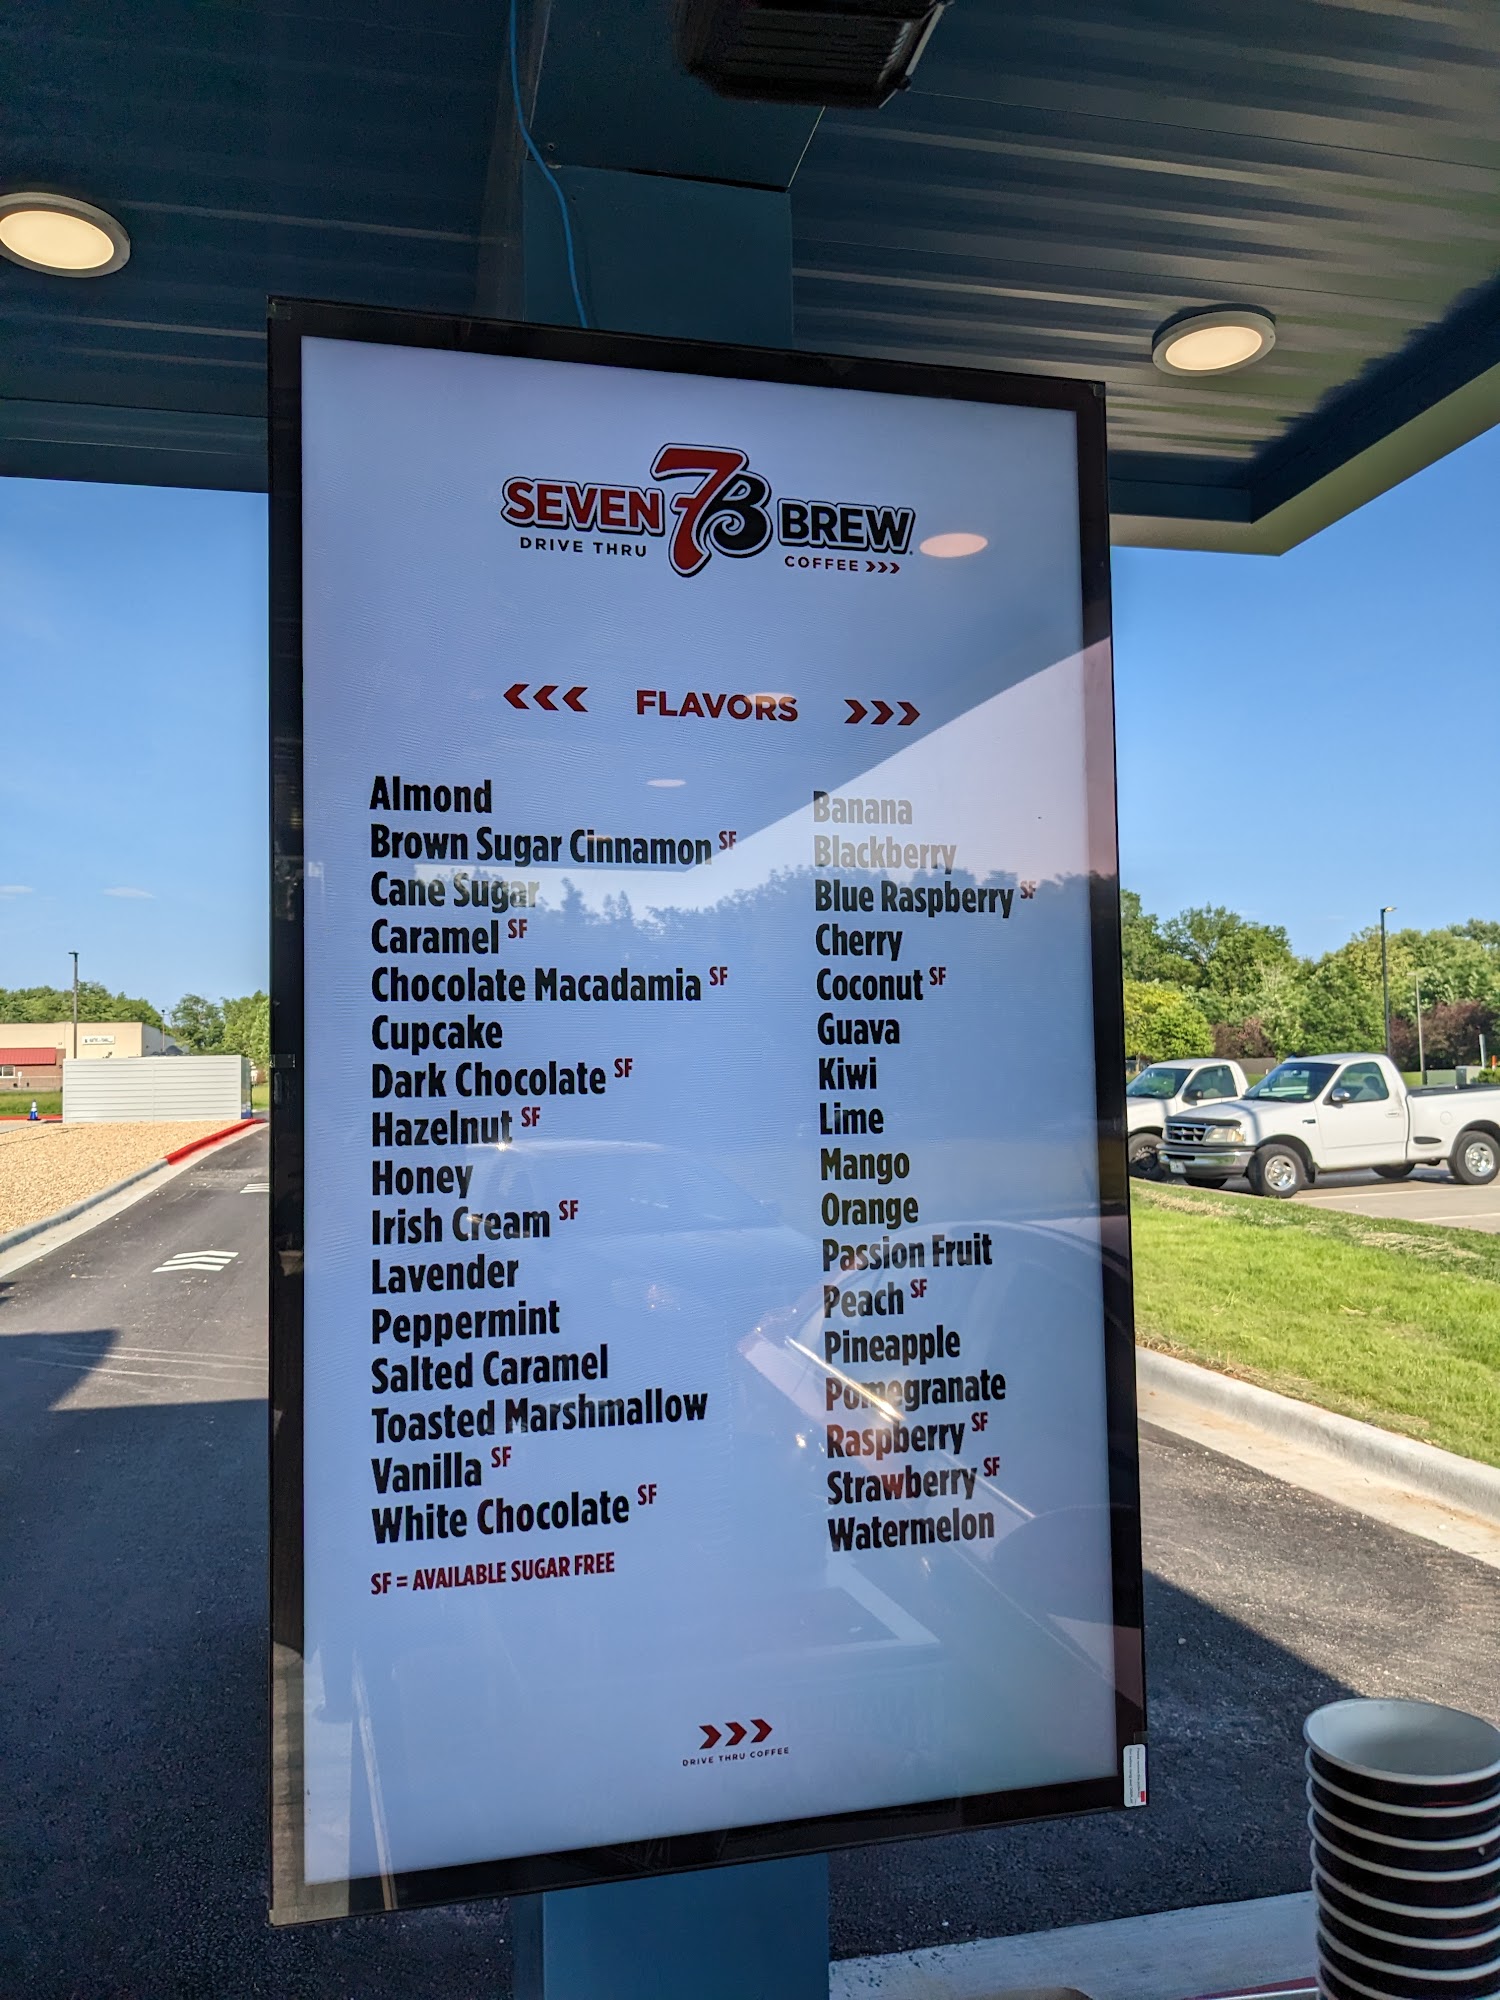 SEVEN 7B BREW
DRIVE THRU
COFFEE
FLAVORS
Almond
Brown Sugar Cinnamon SF
Cane Sugar
Caramel SF
Chocolate Macadamia SF
Cupcake
Dark Chocolate SF
Hazelnut SF
Honey
Irish Cream SF
Lavender
Peppermint
Salted Caramel
Toasted Marshmallow
Vanilla SF
White Chocolate SF
SF = AVAILABLE SUGAR FREE
Banana
Blackberry
Blue Raspberry SF
Cherry
Coconut SF
Guava
Kiwi
Lime
Mango
Orange
Passion Fruit
Peach SF
Pineapple
Pomegranate
Raspberry SF
Strawberry SF
Watermelon
DRIVE THRU COFFEE